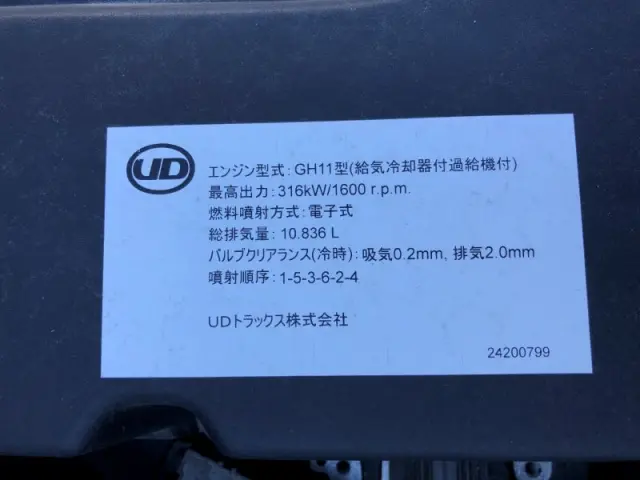 UD
エンジン型式：GH11型(給気冷却器付過給機付)
最高出力：316kW/1600 r.p.m.
燃料噴射方式：電子式
総排気量：10.836 L
バルブクリアランス(冷時)：吸気0.2mm, 排気2.0mm
噴射順序：1-5-3-6-2-4
UDトラックス株式会社
24200799